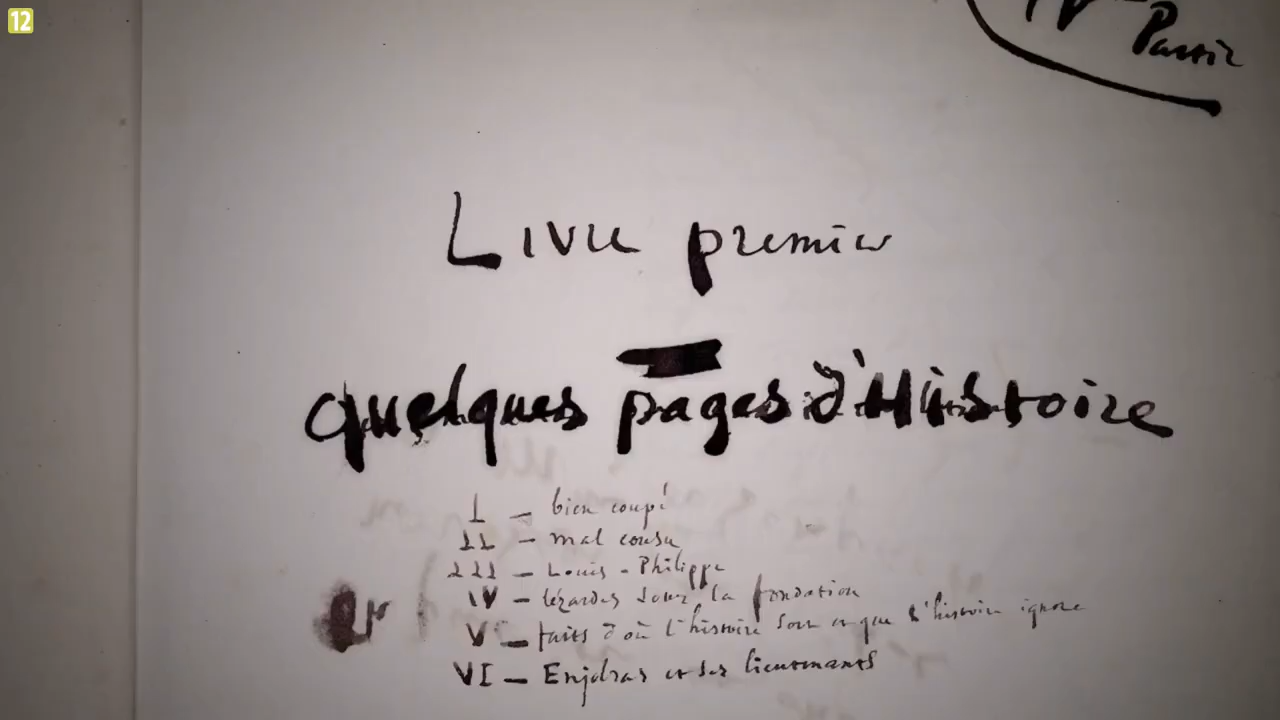 12
IVe Partie
Livre premier
quelques pages d'Histoire
I — bien coupé
II — mal cousu
III — Louis-Philippe
IV — lézardes sous la fondation
V — faits d'où l'histoire sort et que l'histoire ignore
VI — Enjolras et ses lieutenants